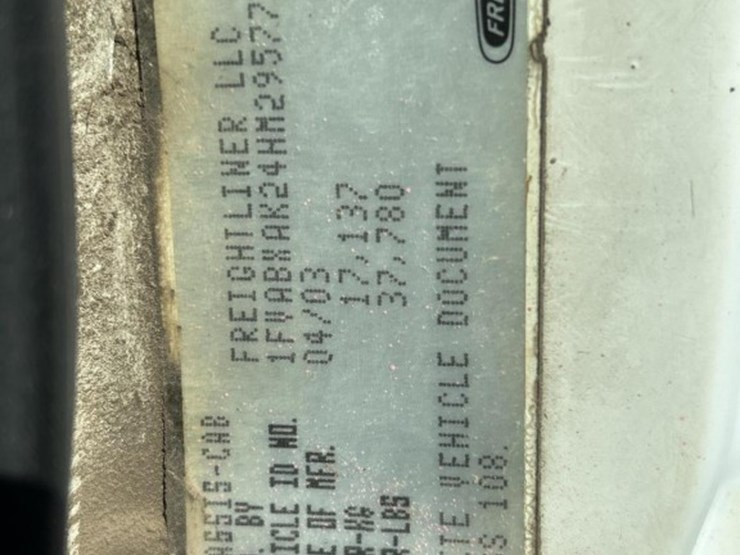 ASSIS-CAB FREIGHTLINER LLC
. BY
ICLE ID NO. 1FVABXAK24HM29577
E OF MFR. 04/03
R-KG 17,137
R-LBS 37,780
VEHICLE DOCUMENT
S 108.
FR